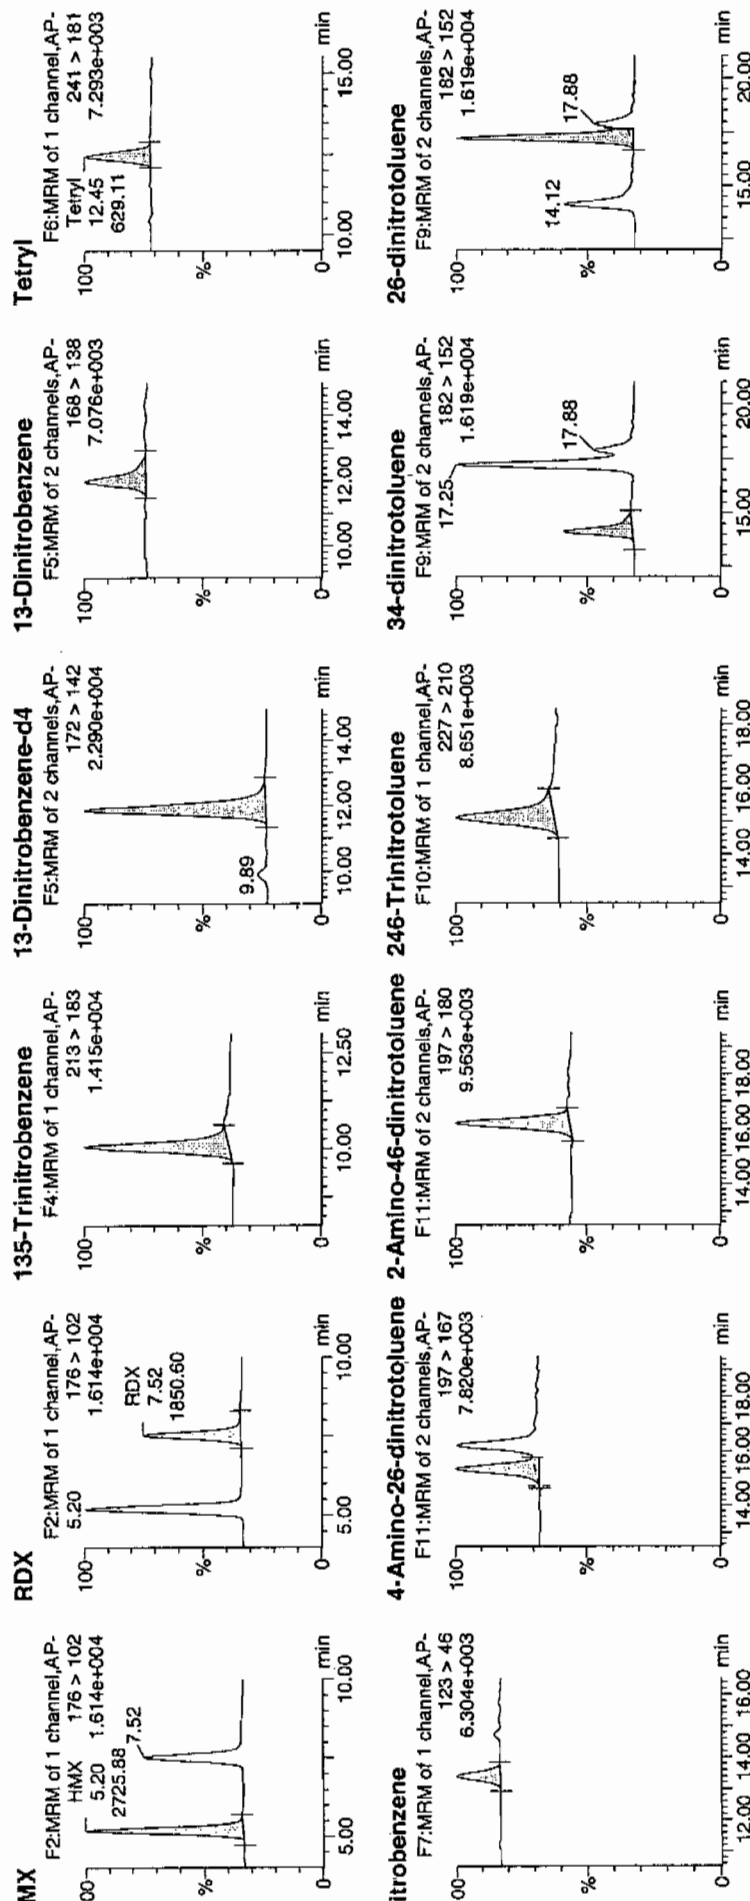 MX
F2:MRM of 1 channel,AP-
HMX 176 > 102
5.20 1.614e+004
2725.88
7.52
00
%
0
5.00 10.00
min
RDX
F2:MRM of 1 channel,AP-
5.20 176 > 102
1.614e+004
RDX
7.52
1850.60
100
%
0
5.00 10.00
min
135-Trinitrobenzene
F4:MRM of 1 channel,AP-
213 > 183
1.415e+004
100
%
0
10.00 12.50
min
13-Dinitrobenzene-d4
F5:MRM of 2 channels,AP-
172 > 142
2.290e+004
9.89
100
%
0
10.00 12.00 14.00
min
13-Dinitrobenzene
F5:MRM of 2 channels,AP-
168 > 138
7.076e+003
100
%
0
10.00 12.00 14.00
min
Tetryl
F6:MRM of 1 channel,AP-
Tetryl 241 > 181
12.45 7.293e+003
629.11
100
%
0
10.00 15.00
min
itrobenzene
F7:MRM of 1 channel,AP-
123 > 46
6.304e+003
00
%
0
12.00 14.00 16.00
min
4-Amino-26-dinitrotoluene
F11:MRM of 2 channels,AP-
197 > 167
7.820e+003
100
%
0
14.00 16.00 18.00
min
2-Amino-46-dinitrotoluene
F11:MRM of 2 channels,AP-
197 > 180
9.563e+003
100
%
0
14.00 16.00 18.00
min
246-Trinitrotoluene
F10:MRM of 1 channel,AP-
227 > 210
8.651e+003
100
%
0
14.00 16.00 18.00
min
34-dinitrotoluene
F9:MRM of 2 channels,AP-
17.25 182 > 152
1.619e+004
17.88
100
%
0
15.00 20.00
min
26-dinitrotoluene
F9:MRM of 2 channels,AP-
182 > 152
1.619e+004
14.12
17.88
100
%
0
15.00 20.00
min